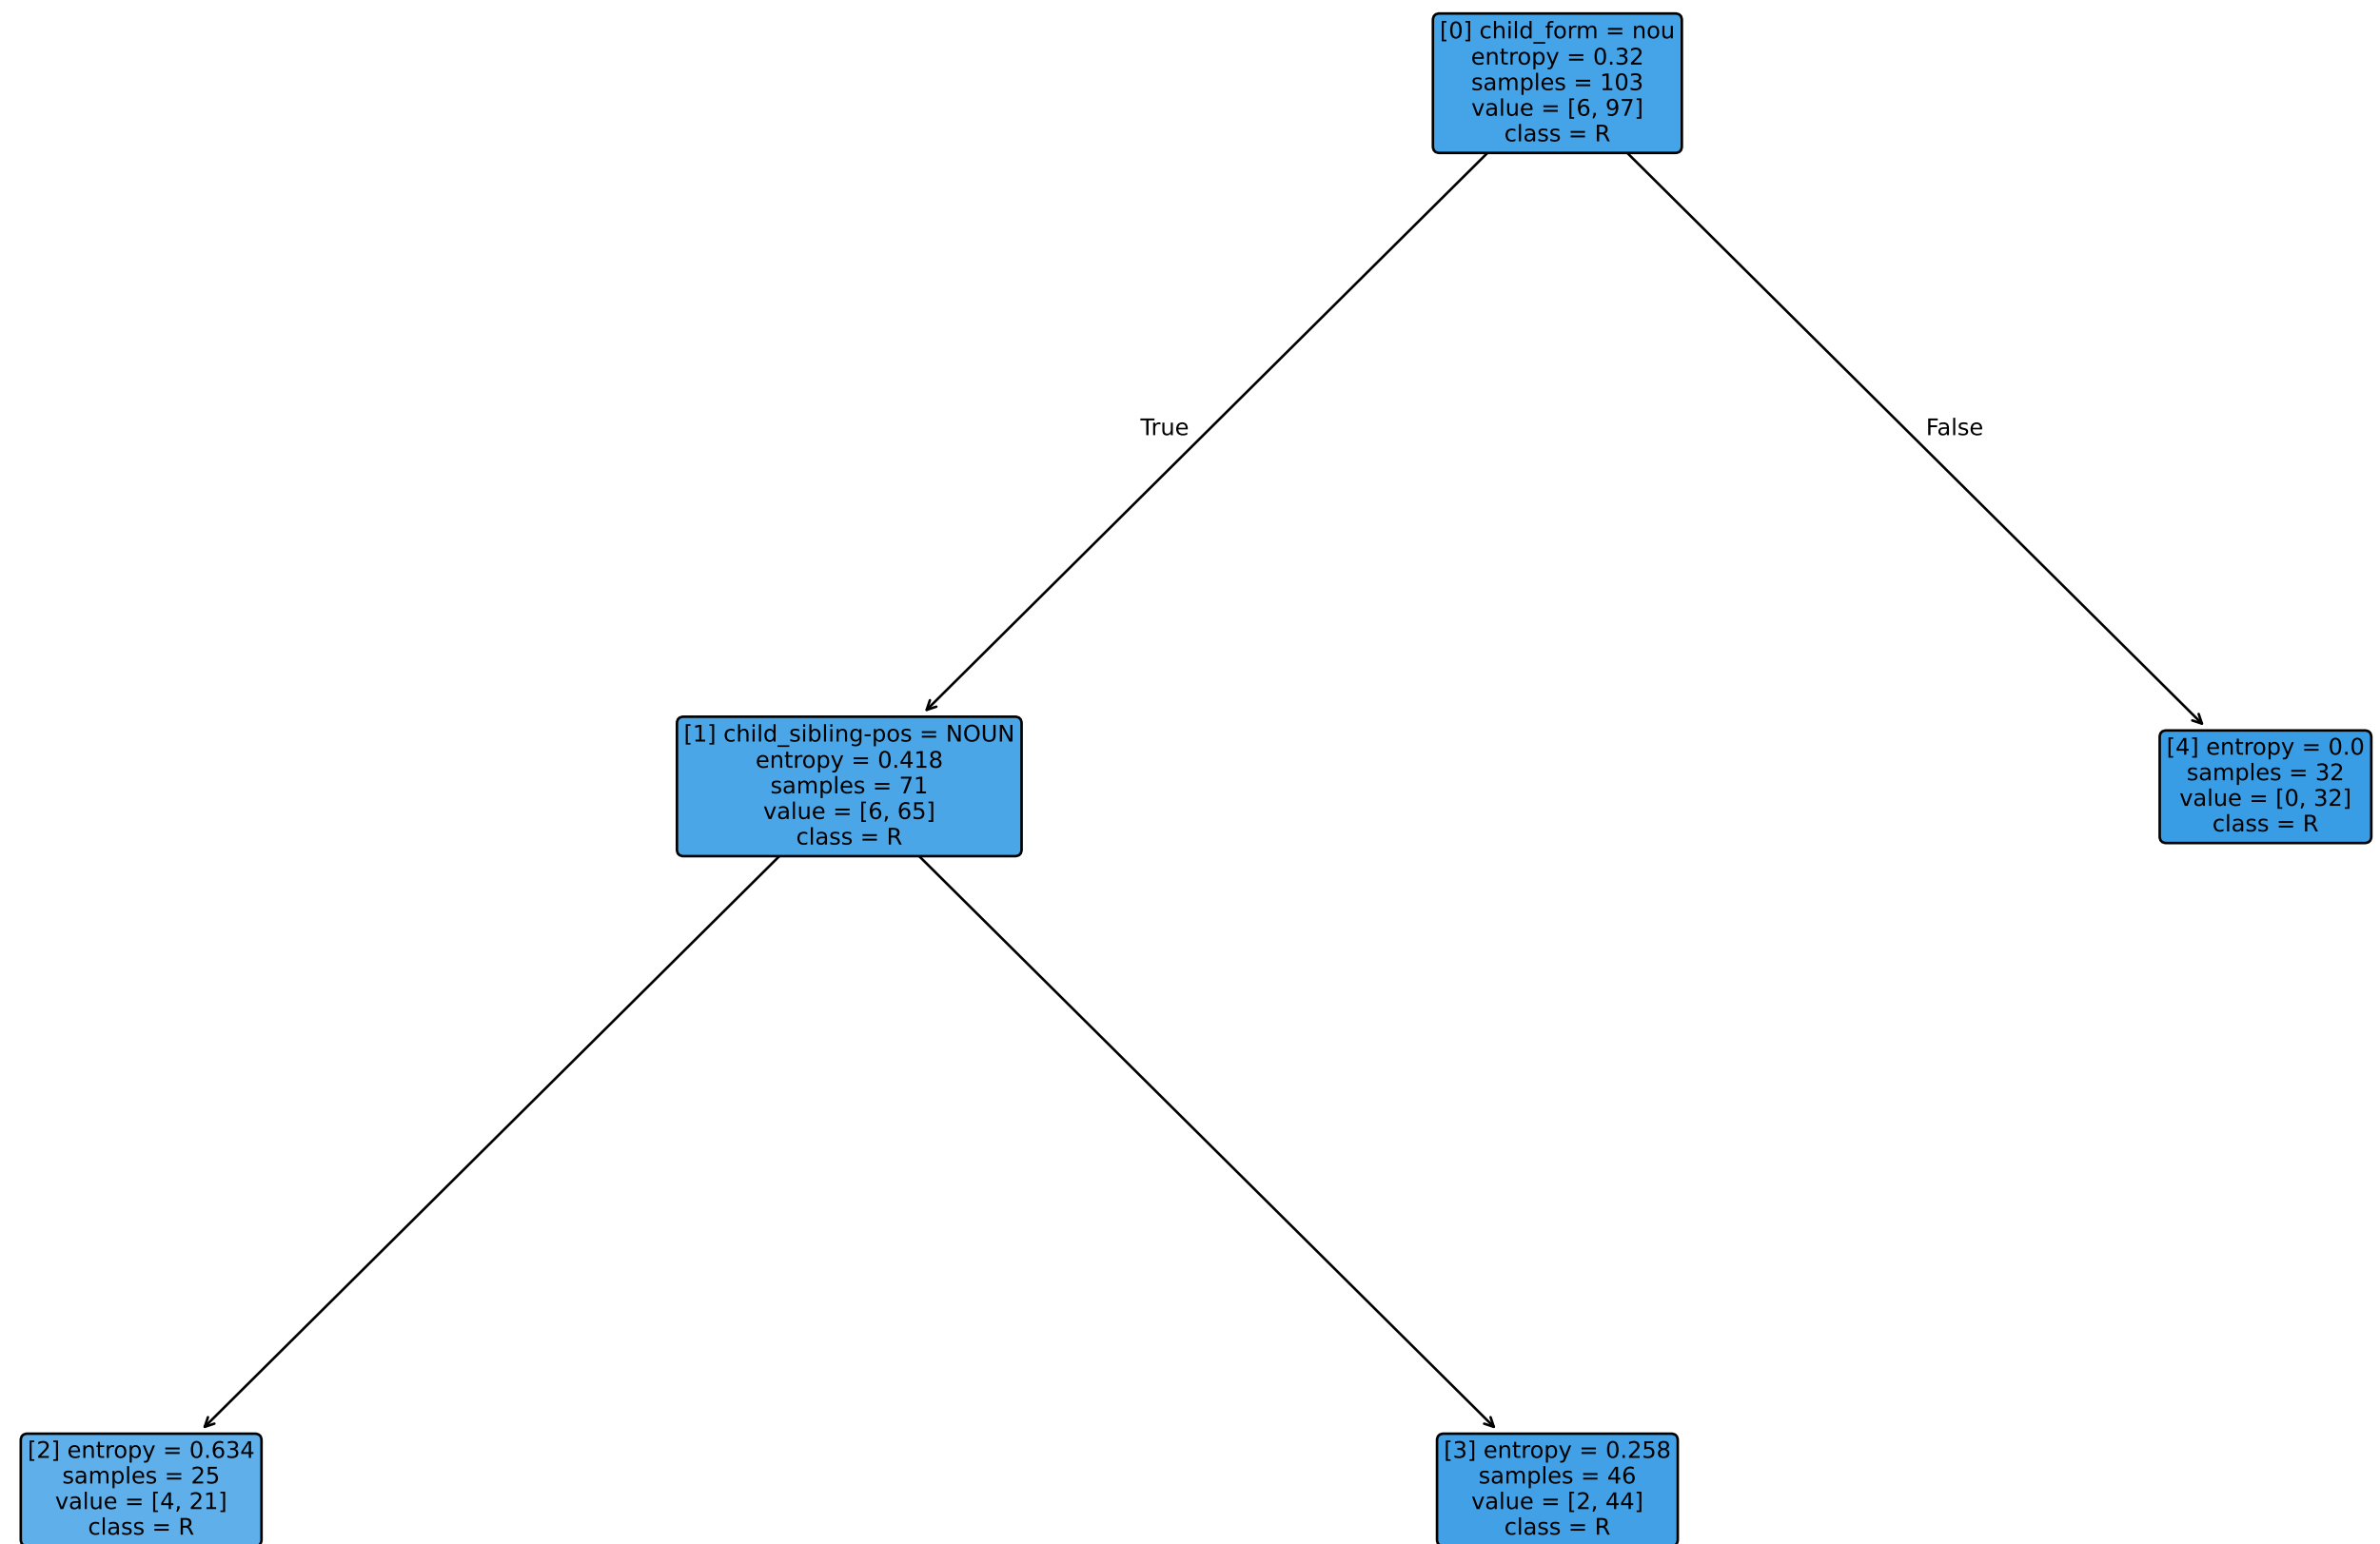 [0] child_form = nou
entropy = 0.32
samples = 103
value = [6, 97]
class = R
True
False
[1] child_sibling-pos = NOUN
entropy = 0.418
samples = 71
value = [6, 65]
class = R
[4] entropy = 0.0
samples = 32
value = [0, 32]
class = R
[2] entropy = 0.634
samples = 25
value = [4, 21]
class = R
[3] entropy = 0.258
samples = 46
value = [2, 44]
class = R